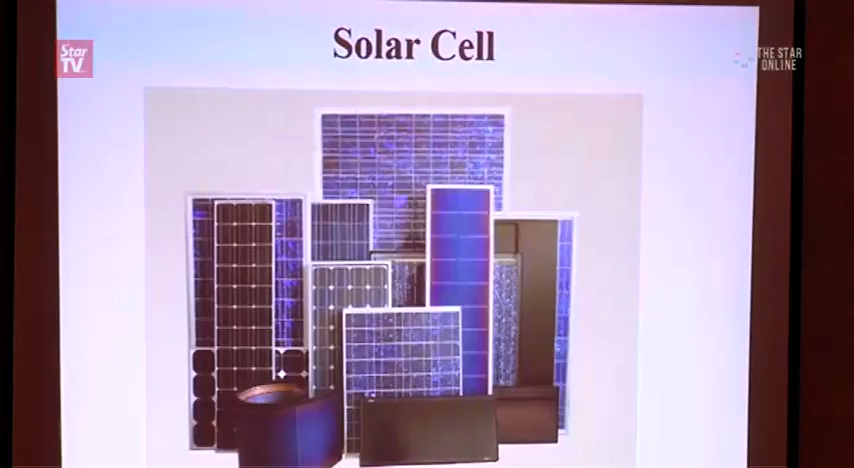 Solar Cell
Star
TV
THE STAR
ONLINE